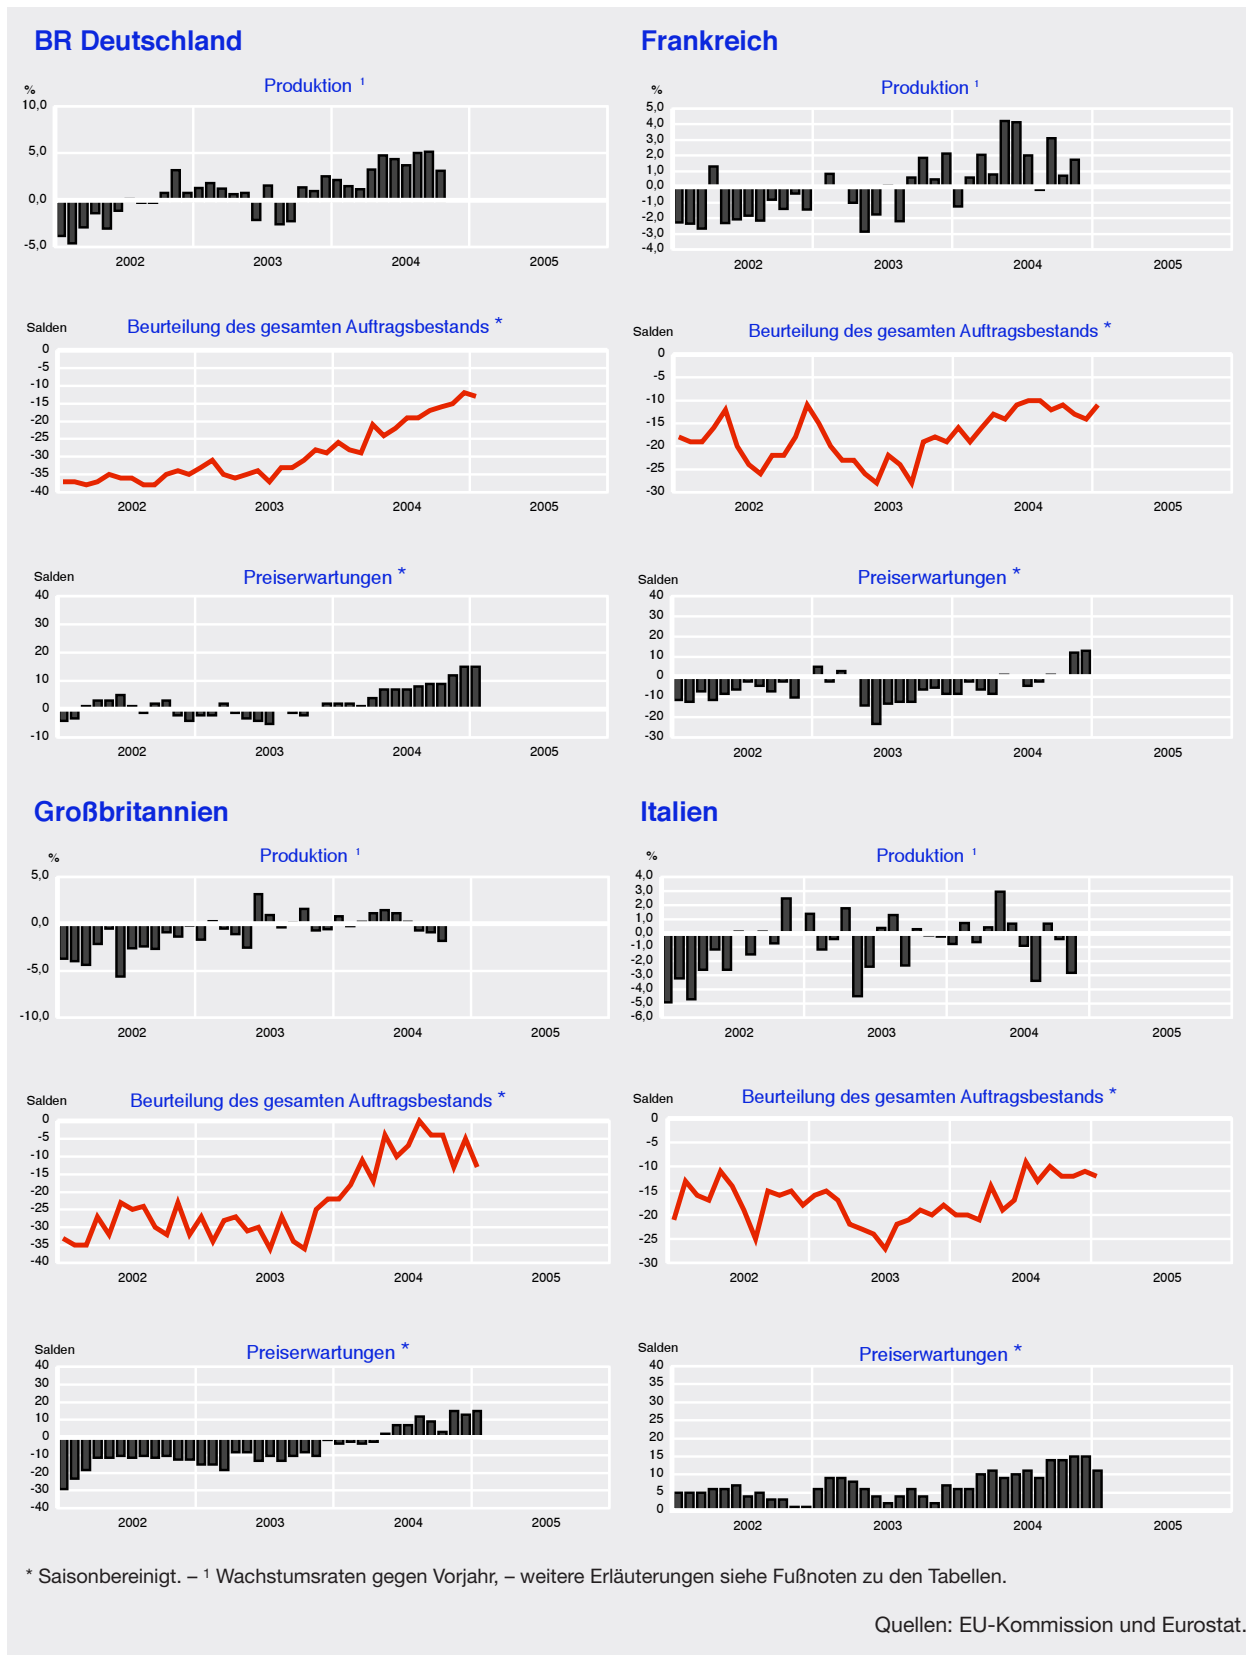 BR Deutschland
Produktion ¹
%
10,0
5,0
0,0
-5,0
2002 2003 2004 2005
Beurteilung des gesamten Auftragsbestands *
Salden
0
-5
-10
-15
-20
-25
-30
-35
-40
2002 2003 2004 2005
Preiserwartungen *
Salden
40
30
20
10
0
-10
2002 2003 2004 2005
Frankreich
Produktion ¹
%
5,0
4,0
3,0
2,0
1,0
0,0
-1,0
-2,0
-3,0
-4,0
2002 2003 2004 2005
Beurteilung des gesamten Auftragsbestands *
Salden
0
-5
-10
-15
-20
-25
-30
2002 2003 2004 2005
Preiserwartungen *
Salden
40
30
20
10
0
-10
-20
-30
2002 2003 2004 2005
Großbritannien
Produktion ¹
%
5,0
0,0
-5,0
-10,0
2002 2003 2004 2005
Beurteilung des gesamten Auftragsbestands *
Salden
0
-5
-10
-15
-20
-25
-30
-35
-40
2002 2003 2004 2005
Preiserwartungen *
Salden
40
30
20
10
0
-10
-20
-30
-40
2002 2003 2004 2005
Italien
Produktion ¹
%
4,0
3,0
2,0
1,0
0,0
-1,0
-2,0
-3,0
-4,0
-5,0
-6,0
2002 2003 2004 2005
Beurteilung des gesamten Auftragsbestands *
Salden
0
-5
-10
-15
-20
-25
-30
2002 2003 2004 2005
Preiserwartungen *
Salden
40
35
30
25
20
15
10
5
0
2002 2003 2004 2005
* Saisonbereinigt. – ¹ Wachstumsraten gegen Vorjahr, – weitere Erläuterungen siehe Fußnoten zu den Tabellen.
Quellen: EU-Kommission und Eurostat.